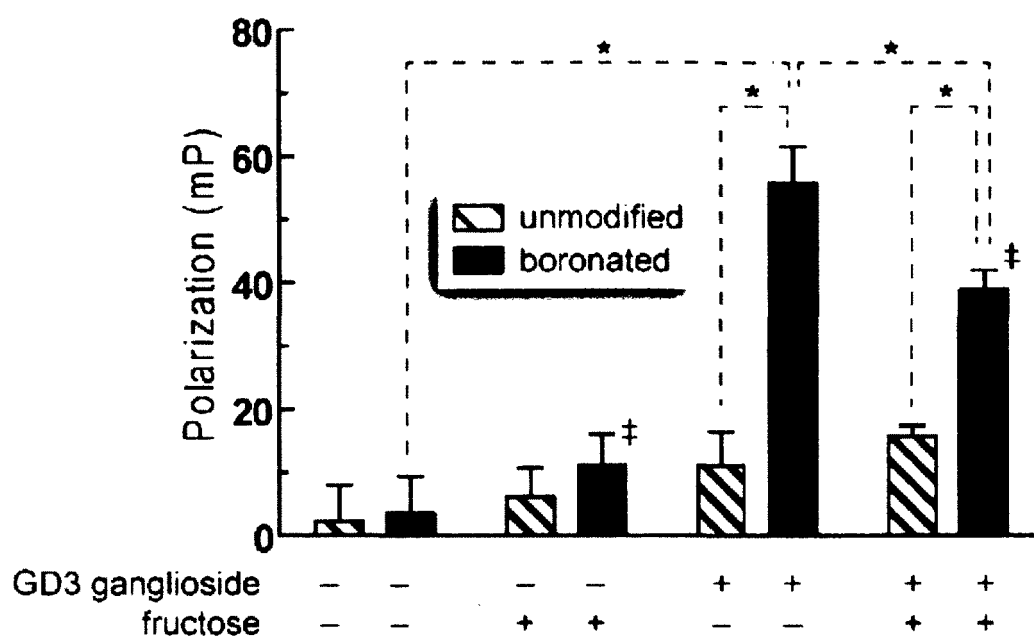 80
* *
* *
60
Polarization (mP)
unmodified
boronated
40
‡
20
‡
0
GD3 ganglioside – – – – + + + +
fructose – – + + – – + +